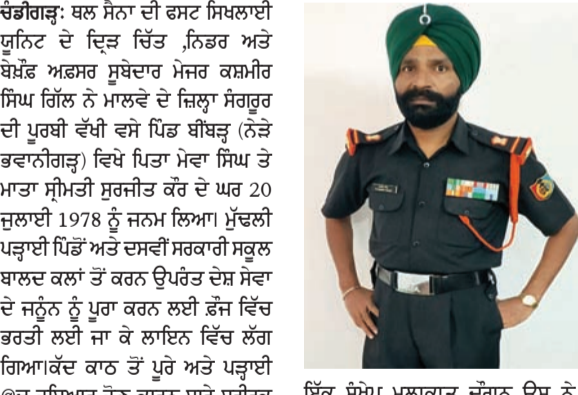 ਚੰਡੀਗੜ੍ਹ: ਥਲ ਸੈਨਾ ਦੀ ਫਸਟ ਸਿਖਲਾਈ
ਯੂਨਿਟ ਦੇ ਦ੍ਰਿੜ ਚਿੱਤ ,ਨਿਡਰ ਅਤੇ
ਬੇਖ਼ੌਫ਼ ਅਫ਼ਸਰ ਸੂਬੇਦਾਰ ਮੇਜਰ ਕਸ਼ਮੀਰ
ਸਿੰਘ ਗਿੱਲ ਨੇ ਮਾਲਵੇ ਦੇ ਜ਼ਿਲ੍ਹਾ ਸੰਗਰੂਰ
ਦੀ ਪੂਰਬੀ ਵੱਖੀ ਵਸੇ ਪਿੰਡ ਬੀਂਬੜ੍ਹ (ਨੇੜੇ
ਭਵਾਨੀਗੜ੍ਹ) ਵਿਖੇ ਪਿਤਾ ਮੇਵਾ ਸਿੰਘ ਤੇ
ਮਾਤਾ ਸ੍ਰੀਮਤੀ ਸੁਰਜੀਤ ਕੌਰ ਦੇ ਘਰ 20
ਜੁਲਾਈ 1978 ਨੂੰ ਜਨਮ ਲਿਆ। ਮੁੱਢਲੀ
ਪੜ੍ਹਾਈ ਪਿੰਡੋਂ ਅਤੇ ਦਸਵੀਂ ਸਰਕਾਰੀ ਸਕੂਲ
ਬਾਲਦ ਕਲਾਂ ਤੋਂ ਕਰਨ ਉਪਰੰਤ ਦੇਸ਼ ਸੇਵਾ
ਦੇ ਜਨੂੰਨ ਨੂੰ ਪੂਰਾ ਕਰਨ ਲਈ ਫ਼ੌਜ ਵਿੱਚ
ਭਰਤੀ ਲਈ ਜਾ ਕੇ ਲਾਇਨ ਵਿੱਚ ਲੱਗ
ਗਿਆ।ਕੱਦ ਕਾਠ ਤੋਂ ਪੂਰੇ ਅਤੇ ਪੜ੍ਹਾਈ
ਇੱਕ ਸੰਖੇਪ ਮੁਲਾਕਾਤ ਦੌਰਾਨ ਉਸ ਨੇ